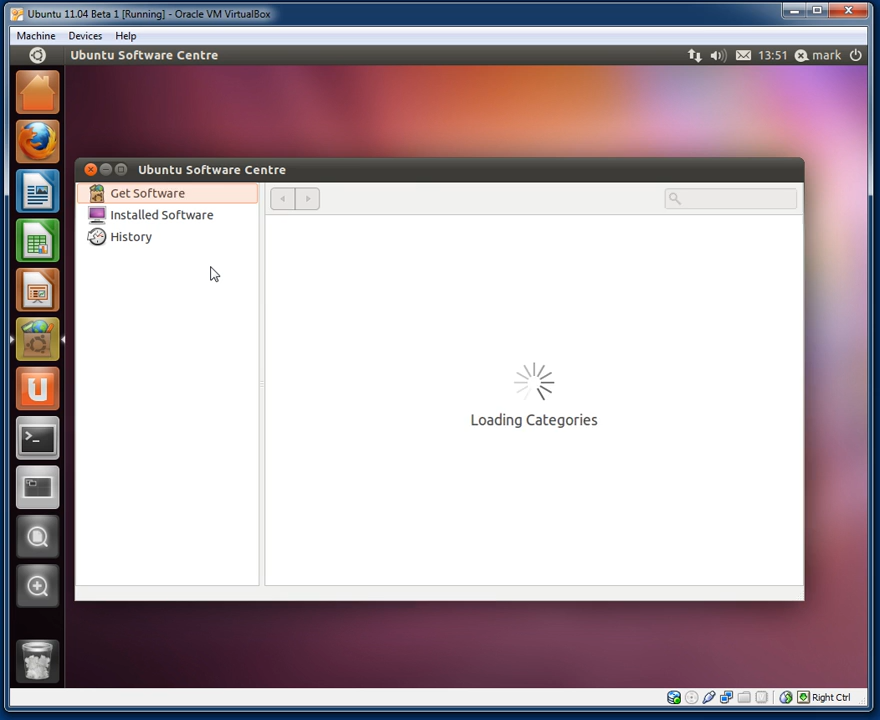 Ubuntu 11.04 Beta 1 [Running] - Oracle VM VirtualBox
Machine Devices Help
Ubuntu Software Centre 13:51 mark
Ubuntu Software Centre
Get Software
Installed Software
History
Loading Categories
Right Ctrl